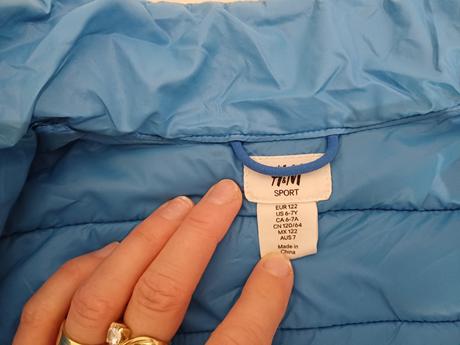 H&M
SPORT
EUR 122
US 6-7Y
CA 6-7A
CN 120/64
MX 122
AUS 7
Made in
China